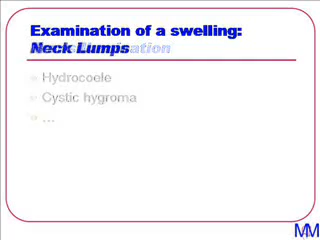 Examination of a swelling:
Neck Lumps
Hydrocoele
Cystic hygroma
…
MM